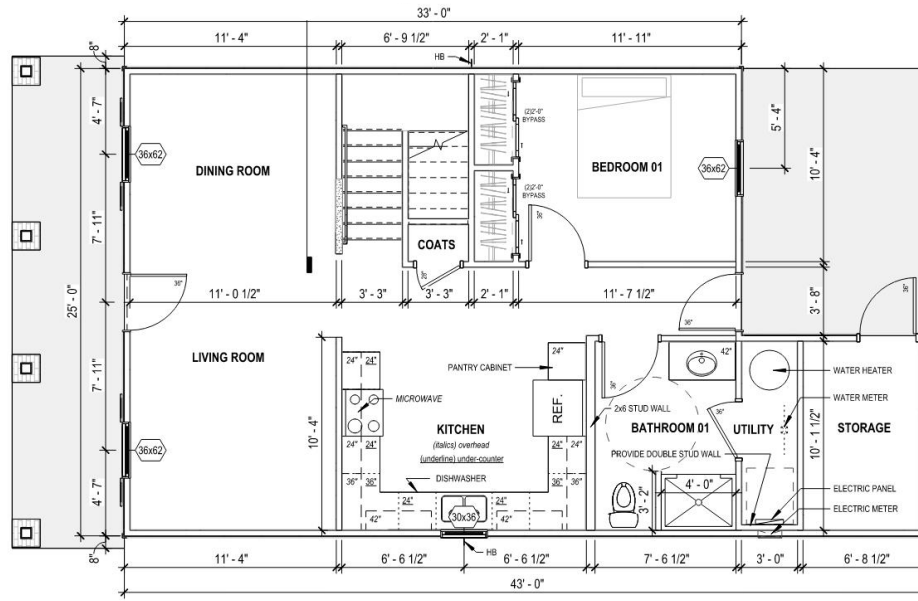 33' - 0"
11' - 4"
6' - 9 1/2"
2' - 1"
11' - 11"
8"
HB
4' - 7"
5' - 4"
(2)2'-0"
BYPASS
36x62
DINING ROOM
BEDROOM 01
36x62
10' - 4"
(2)2'-0"
BYPASS
36"
7' - 11"
COATS
28"
36"
25' - 0"
11' - 0 1/2"
3' - 3"
3' - 3"
2' - 1"
11' - 7 1/2"
3' - 8"
36"
36"
LIVING ROOM
24"
24"
PANTRY CABINET
24"
36"
42"
WATER HEATER
7' - 11"
MICROWAVE
REF.
2x6 STUD WALL
36"
WATER METER
10' - 4"
KITCHEN
BATHROOM 01
UTILITY
10' - 1 1/2"
STORAGE
(italics) overhead
(underline) under-counter
24"
24"
24"
24"
PROVIDE DOUBLE STUD WALL
36x62
36"
36"
DISHWASHER
36"
36"
4' - 0"
ELECTRIC PANEL
4' - 7"
24"
24"
3' - 2"
ELECTRIC METER
42"
30x36
42"
8"
HB
11' - 4"
6' - 6 1/2"
6' - 6 1/2"
7' - 6 1/2"
3' - 0"
6' - 8 1/2"
43' - 0"